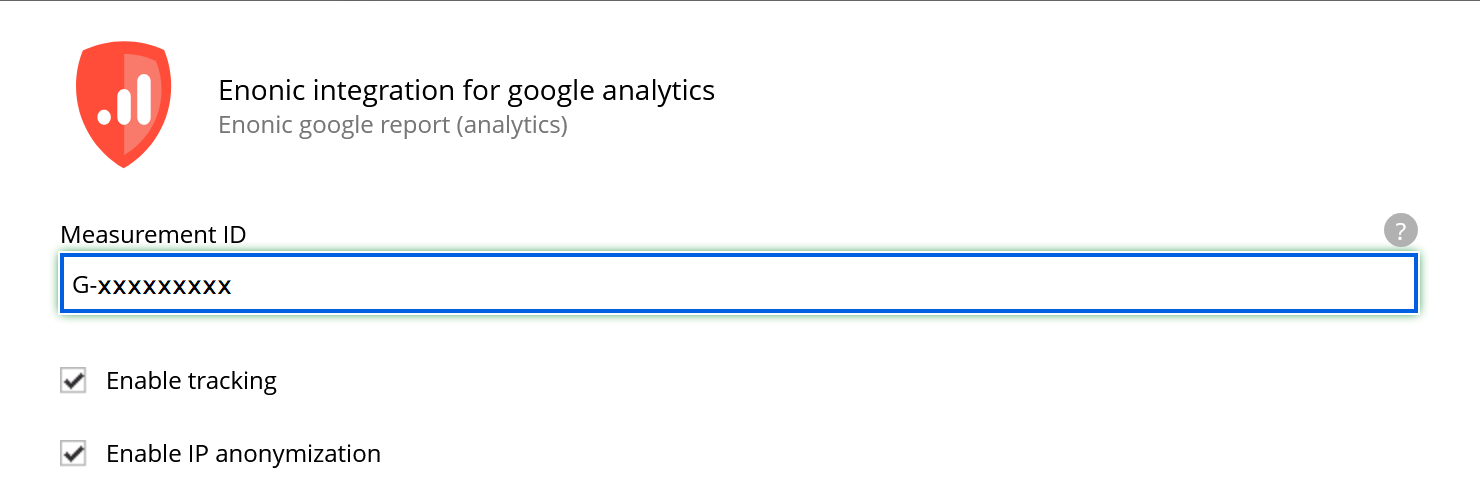 Enonic integration for google analytics
Enonic google report (analytics)
Measurement ID
?
G-xxxxxxxxx
Enable tracking
Enable IP anonymization